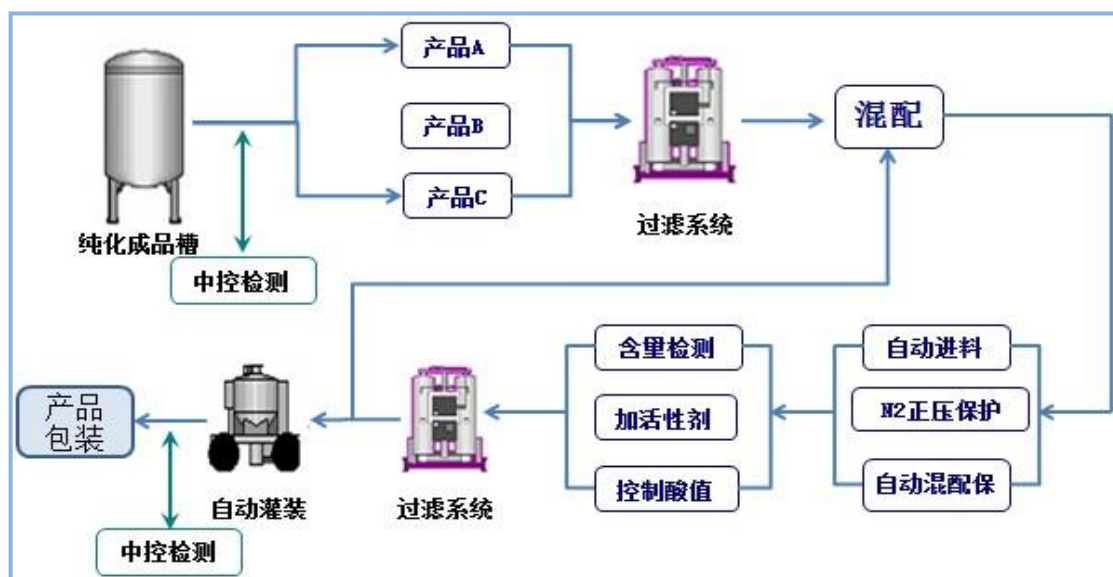 产品A
产品B
产品C
混配
过滤系统
纯化成品槽
中控检测
含量检测
加活性剂
控制酸值
自动进料
N2正压保护
自动混配保
产品
包装
自动灌装
过滤系统
中控检测